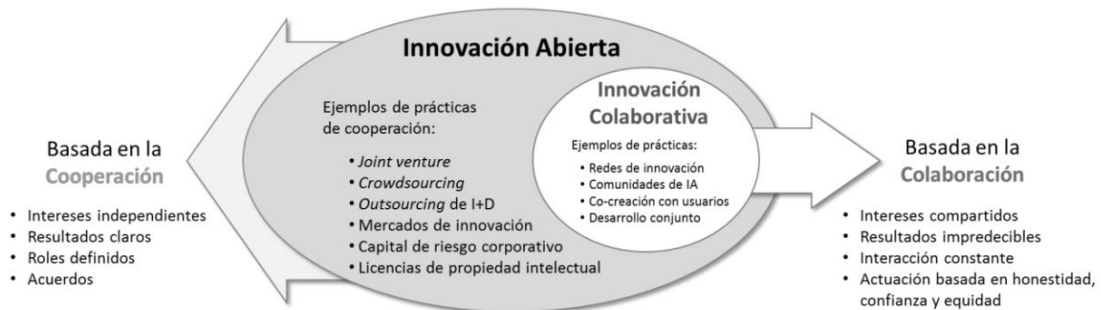 Innovación Abierta
Basada en la
Cooperación
• Intereses independientes
• Resultados claros
• Roles definidos
• Acuerdos
Ejemplos de prácticas
de cooperación:
• Joint venture
• Crowdsourcing
• Outsourcing de I+D
• Mercados de innovación
• Capital de riesgo corporativo
• Licencias de propiedad intelectual
Innovación
Colaborativa
Ejemplos de prácticas:
• Redes de innovación
• Comunidades de IA
• Co-creación con usuarios
• Desarrollo conjunto
Basada en la
Colaboración
• Intereses compartidos
• Resultados impredecibles
• Interacción constante
• Actuación basada en honestidad,
confianza y equidad